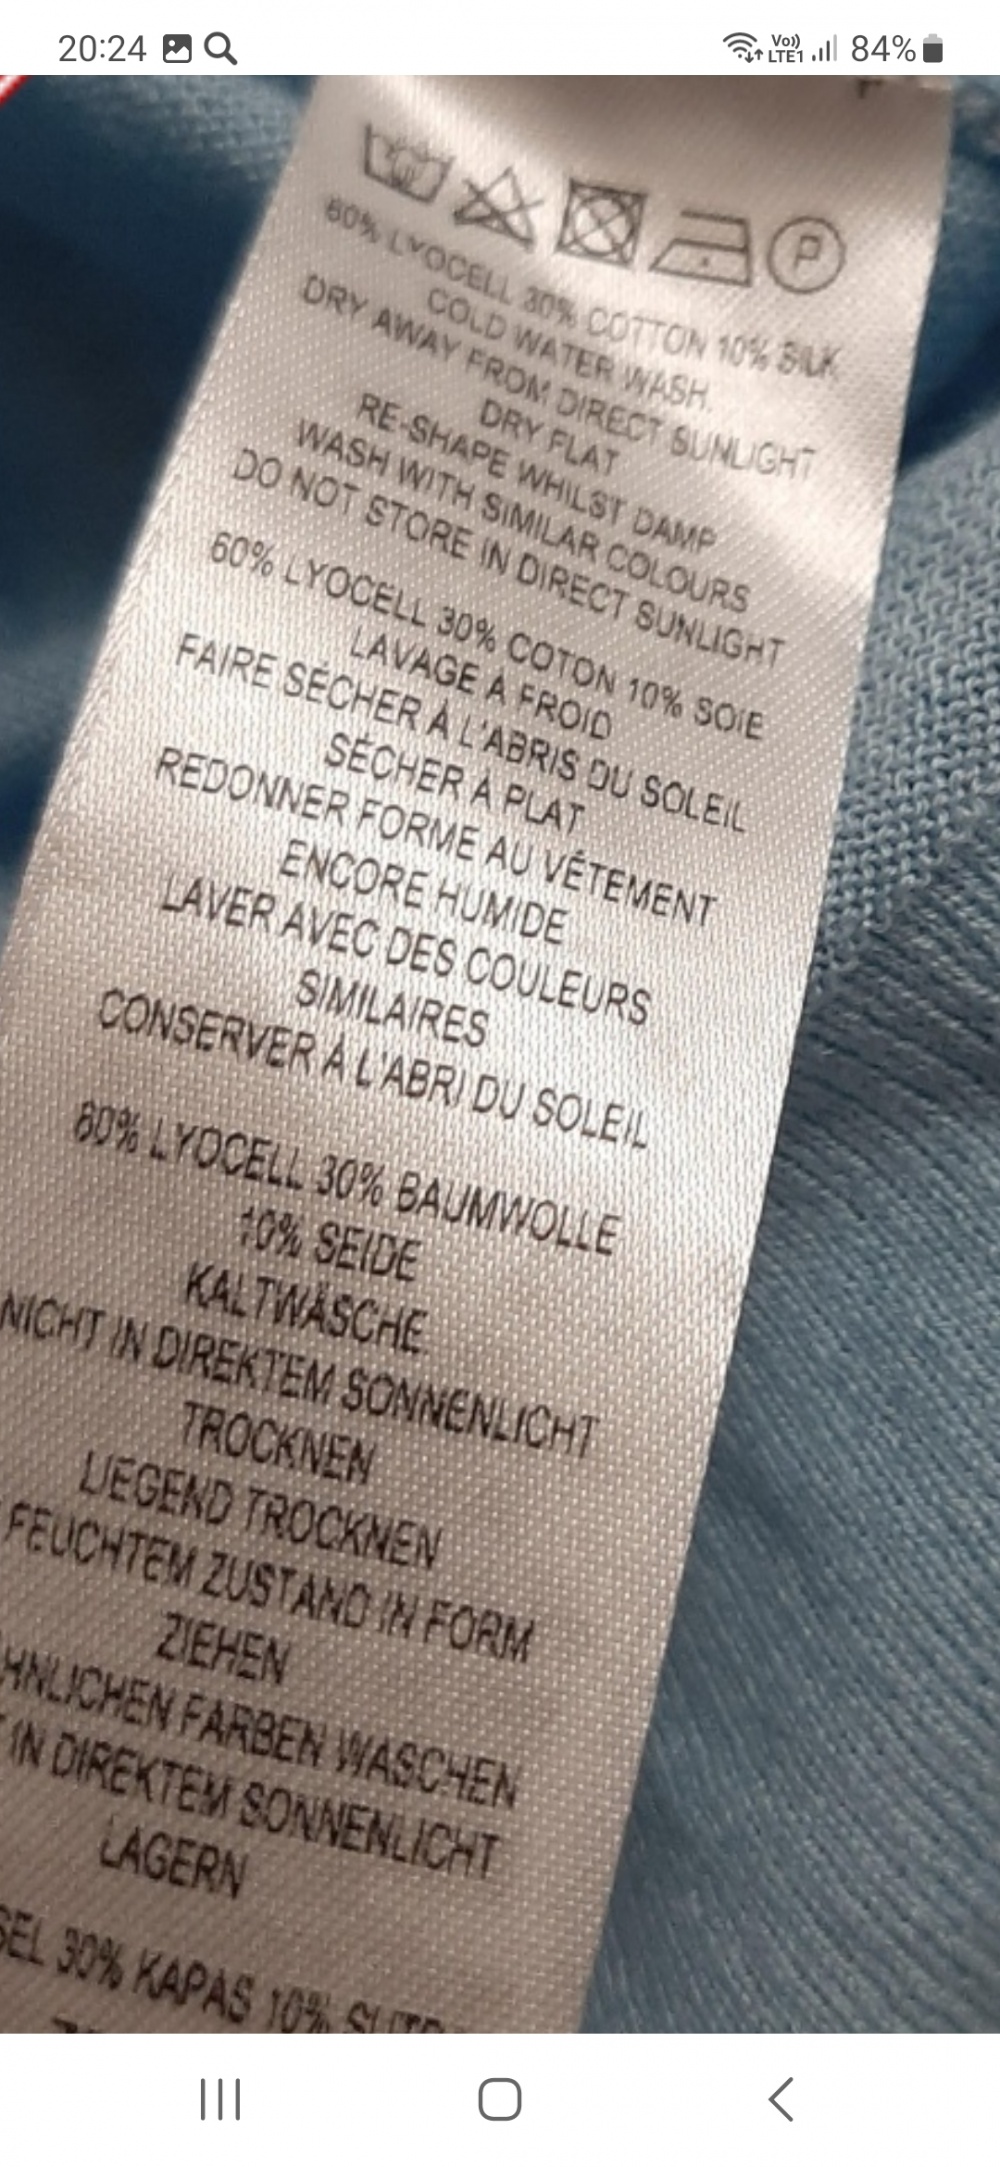 20:24
Vo))
LTE1
84%
P
60% LYOCELL 30% COTTON 10% SILK
COLD WATER WASH
DRY AWAY FROM DIRECT SUNLIGHT
DRY FLAT
RE-SHAPE WHILST DAMP
WASH WITH SIMILAR COLOURS
DO NOT STORE IN DIRECT SUNLIGHT
60% LYOCELL 30% COTON 10% SOIE
LAVAGE À FROID
FAIRE SÉCHER À L'ABRIS DU SOLEIL
SÉCHER À PLAT
REDONNER FORME AU VÊTEMENT
ENCORE HUMIDE
LAVER AVEC DES COULEURS
SIMILAIRES
CONSERVER À L'ABRI DU SOLEIL
60% LYOCELL 30% BAUMWOLLE
10% SEIDE
KALTWÄSCHE
NICHT IN DIREKTEM SONNENLICHT
TROCKNEN
LIEGEND TROCKNEN
FEUCHTEM ZUSTAND IN FORM
ZIEHEN
HNLICHEN FARBEN WASCHEN
IN DIREKTEM SONNENLICHT
LAGERN
SEL 30% KAPAS 10%